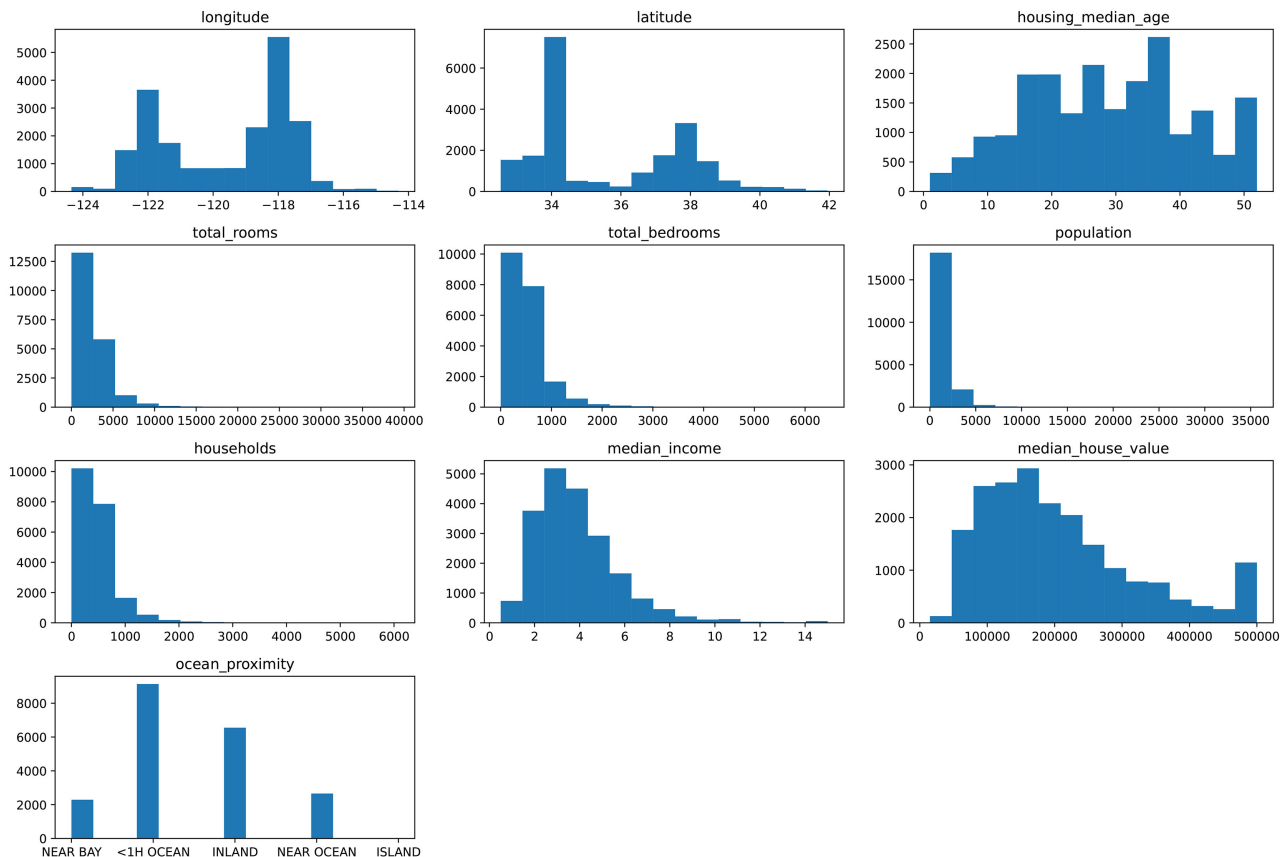 longitude
5000
4000
3000
2000
1000
0
−124 −122 −120 −118 −116 −114
latitude
6000
4000
2000
0
34 36 38 40 42
housing_median_age
2500
2000
1500
1000
500
0
0 10 20 30 40 50
total_rooms
12500
10000
7500
5000
2500
0
0 5000 10000 15000 20000 25000 30000 35000 40000
total_bedrooms
10000
8000
6000
4000
2000
0
0 1000 2000 3000 4000 5000 6000
population
15000
10000
5000
0
0 5000 10000 15000 20000 25000 30000 35000
households
10000
8000
6000
4000
2000
0
0 1000 2000 3000 4000 5000 6000
median_income
5000
4000
3000
2000
1000
0
0 2 4 6 8 10 12 14
median_house_value
3000
2000
1000
0
0 100000 200000 300000 400000 500000
ocean_proximity
8000
6000
4000
2000
0
NEAR BAY <1H OCEAN INLAND NEAR OCEAN ISLAND